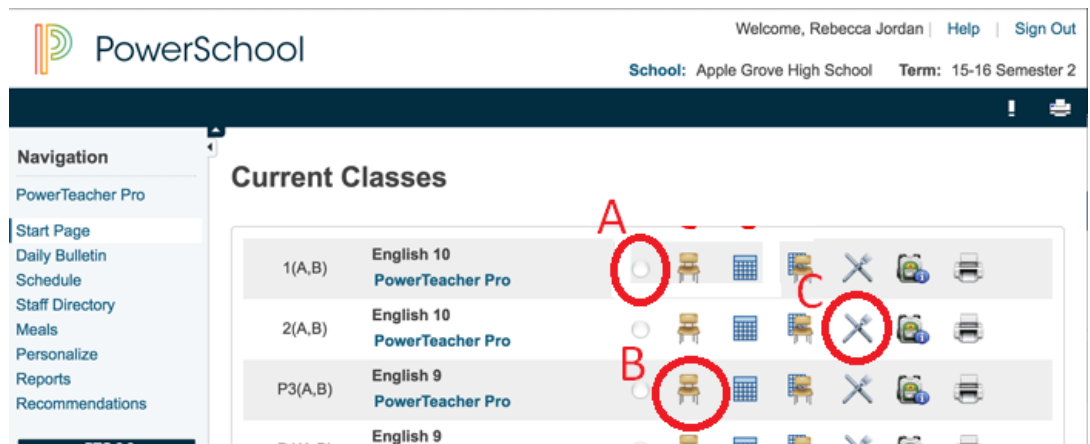 PowerSchool
Welcome, Rebecca Jordan | Help | Sign Out
School: Apple Grove High School Term: 15-16 Semester 2
Navigation
PowerTeacher Pro
Start Page
Daily Bulletin
Schedule
Staff Directory
Meals
Personalize
Reports
Recommendations
Current Classes
A
1(A,B) English 10
PowerTeacher Pro
C
2(A,B) English 10
PowerTeacher Pro
B
P3(A,B) English 9
PowerTeacher Pro
English 9